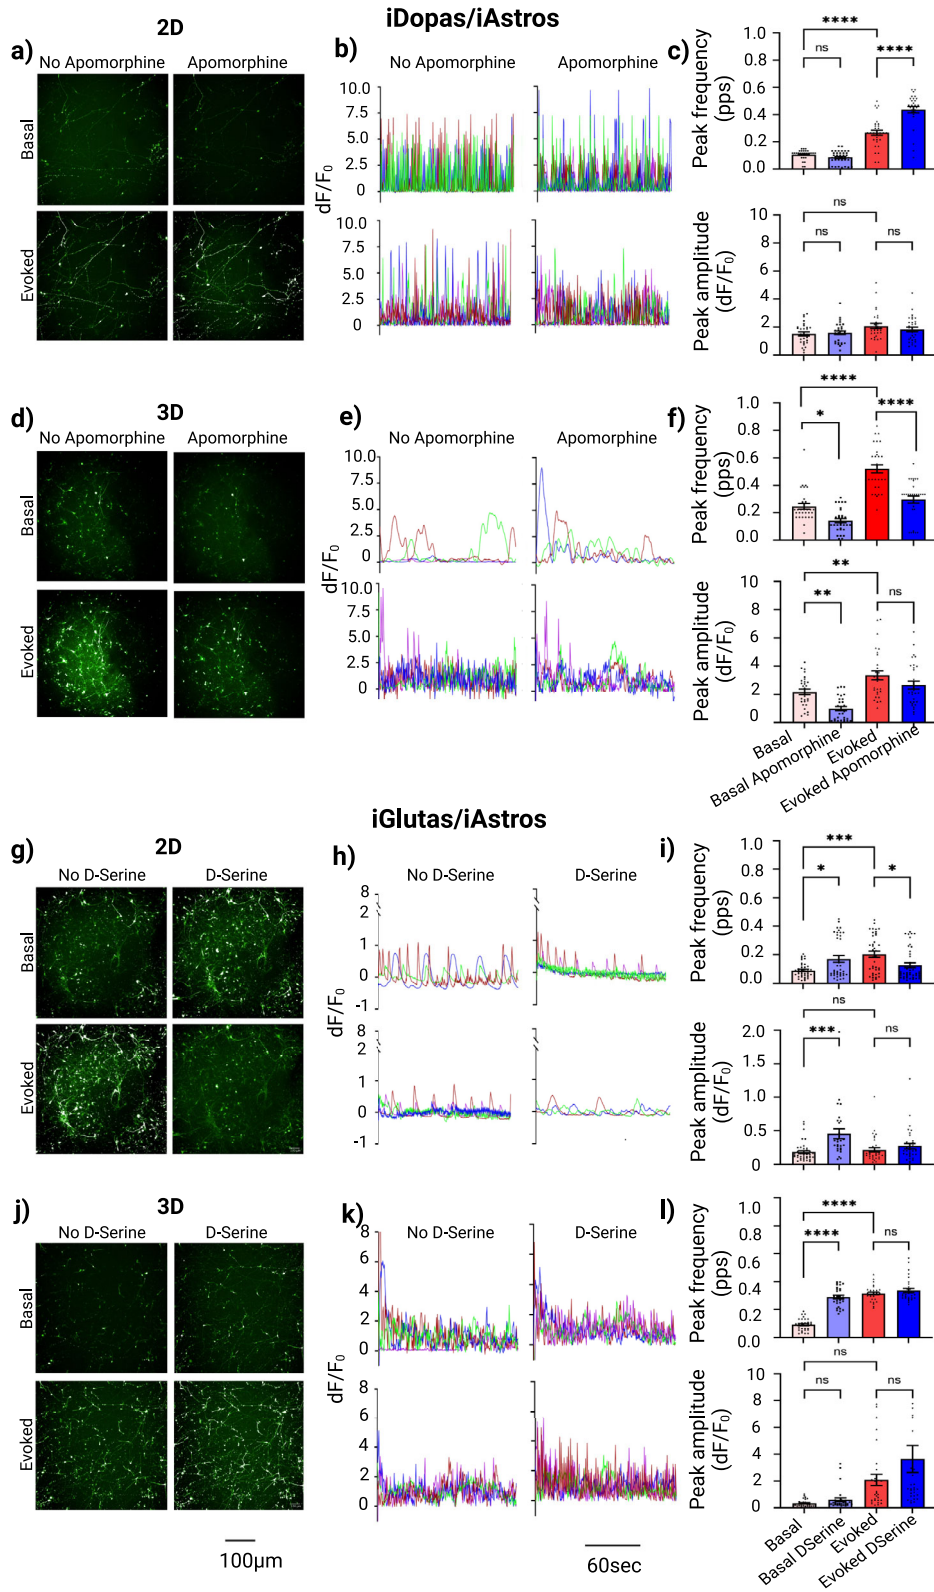 iDopas/iAstros
a)
2D
No Apomorphine
Apomorphine
Basal
Evoked
b)
No Apomorphine
Apomorphine
dF/F0
10.0
7.5
5.0
2.5
0
10.0
7.5
5.0
2.5
0
c)
Peak frequency
(pps)
1.0
0.8
0.6
0.4
0.2
0.0
****
ns
****
Peak amplitude
(dF/F0)
10
8
6
4
2
0
ns
ns
ns
d)
3D
No Apomorphine
Apomorphine
Basal
Evoked
e)
No Apomorphine
Apomorphine
dF/F0
10.0
7.5
5.0
2.5
0
10.0
7.5
5.0
2.5
0
f)
Peak frequency
(pps)
1.0
0.8
0.6
0.4
0.2
0.0
****
*
****
Peak amplitude
(dF/F0)
10
8
6
4
2
0
**
**
ns
Basal
Basal Apomorphine
Evoked
Evoked Apomorphine
iGlutas/iAstros
g)
2D
No D-Serine
D-Serine
Basal
Evoked
h)
No D-Serine
D-Serine
dF/F0
8
2
1
0
-1
8
2
1
0
-1
i)
Peak frequency
(pps)
1.0
0.8
0.6
0.4
0.2
0.0
***
*
*
Peak amplitude
(dF/F0)
2.0
1.5
1.0
0.5
0
ns
***
ns
j)
3D
No D-Serine
D-Serine
Basal
Evoked
100µm
k)
No D-Serine
D-Serine
dF/F0
8
6
4
2
0
8
6
4
2
0
60sec
l)
Peak frequency
(pps)
1.0
0.8
0.6
0.4
0.2
0.0
****
****
ns
Peak amplitude
(dF/F0)
10
8
6
4
2
0
ns
ns
ns
Basal
Basal DSerine
Evoked
Evoked DSerine